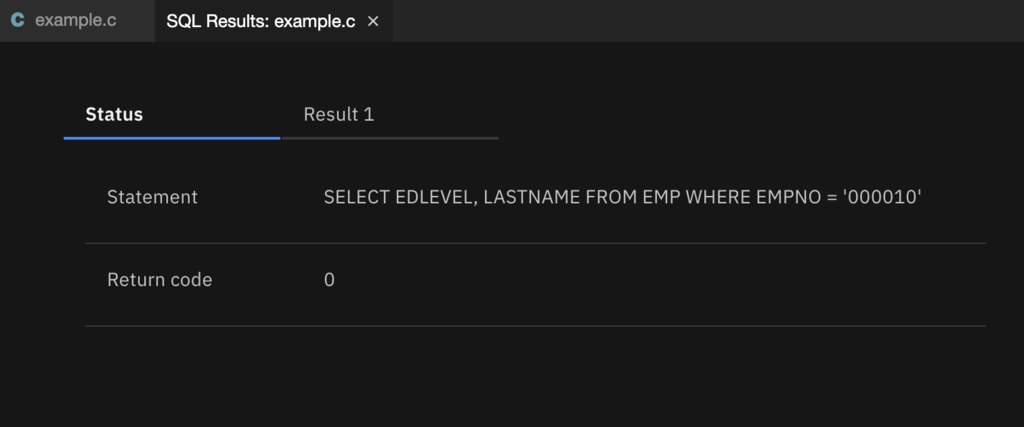 C example.c SQL Results: example.c ×
Status Result 1
Statement SELECT EDLEVEL, LASTNAME FROM EMP WHERE EMPNO = '000010'
Return code 0